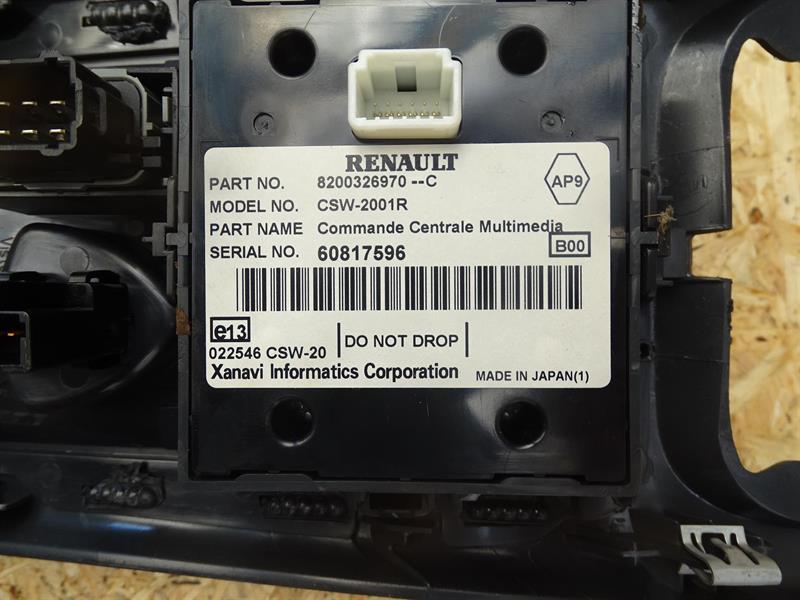 RENAULT
PART NO. 8200326970 --C
AP9
MODEL NO. CSW-2001R
PART NAME Commande Centrale Multimedia
SERIAL NO. 60817596
B00
e13
DO NOT DROP
022546 CSW-20
Xanavi Informatics Corporation MADE IN JAPAN(1)